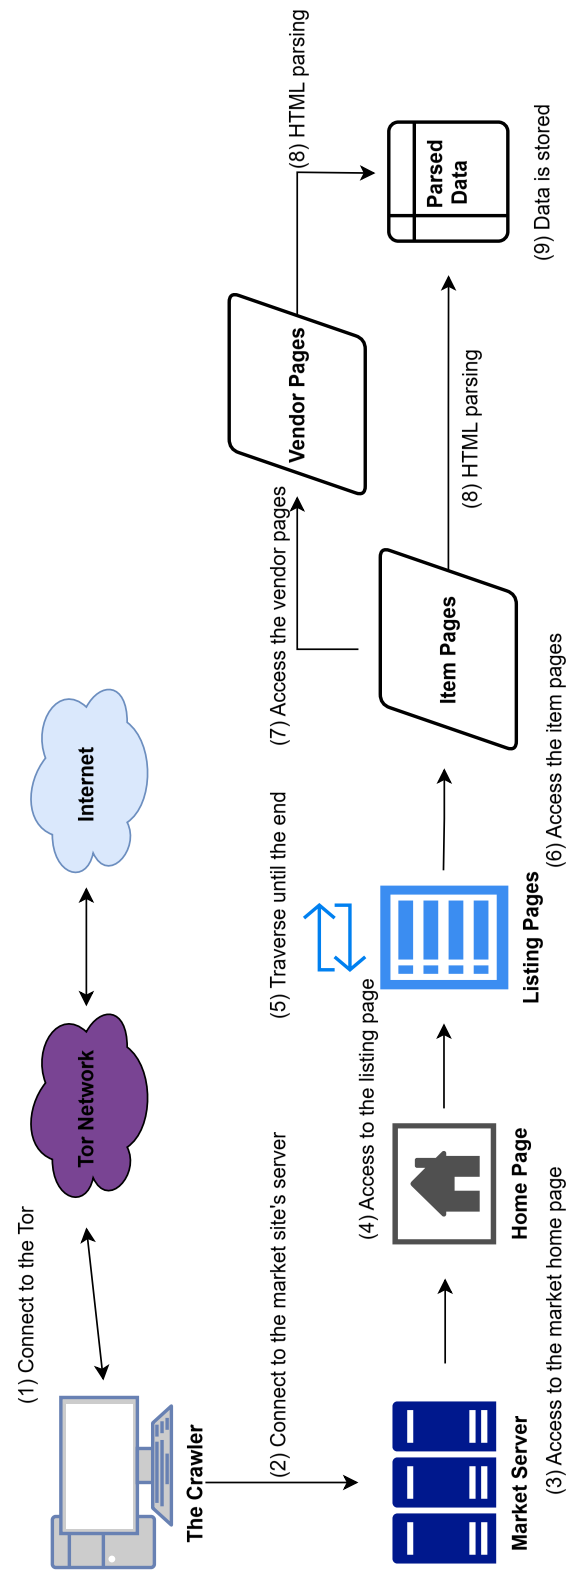 (1) Connect to the Tor
Tor Network
Internet
The Crawler
(2) Connect to the market site's server
Market Server
(3) Access to the market home page
Home Page
(4) Access to the listing page
Listing Pages
(5) Traverse until the end
(6) Access the item pages
Item Pages
(7) Access the vendor pages
Vendor Pages
(8) HTML parsing
(8) HTML parsing
Parsed
Data
(9) Data is stored